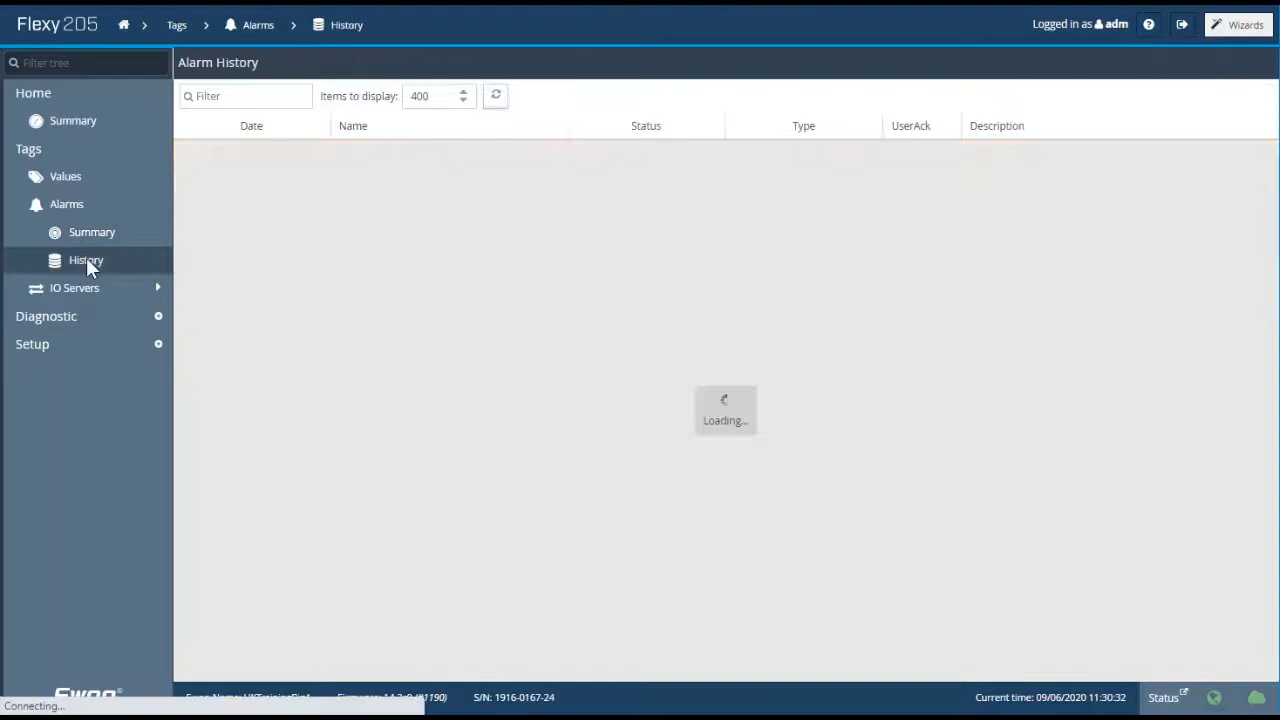 Flexy 205 Tags Alarms History Logged in as adm Wizards
Filter tree
Alarm History
Home
Summary
Tags
Values
Alarms
Summary
History
IO Servers
Diagnostic
Setup
Filter Items to display: 400
Date Name Status Type UserAck Description
Loading...
S/N: 1916-0167-24 Current time: 09/06/2020 11:30:32 Status
Connecting...